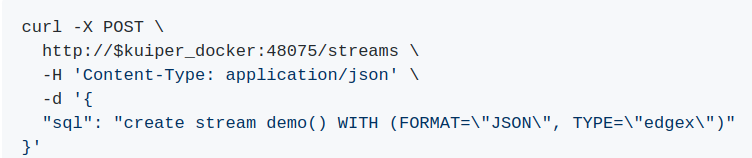 curl -X POST \
http://$kuiper_docker:48075/streams \
-H 'Content-Type: application/json' \
-d '{
"sql": "create stream demo() WITH (FORMAT=\"JSON\", TYPE=\"edgex\")"
}'